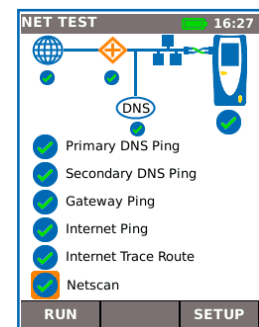 NET TEST 16:27
DNS
Primary DNS Ping
Secondary DNS Ping
Gateway Ping
Internet Ping
Internet Trace Route
Netscan
RUN SETUP